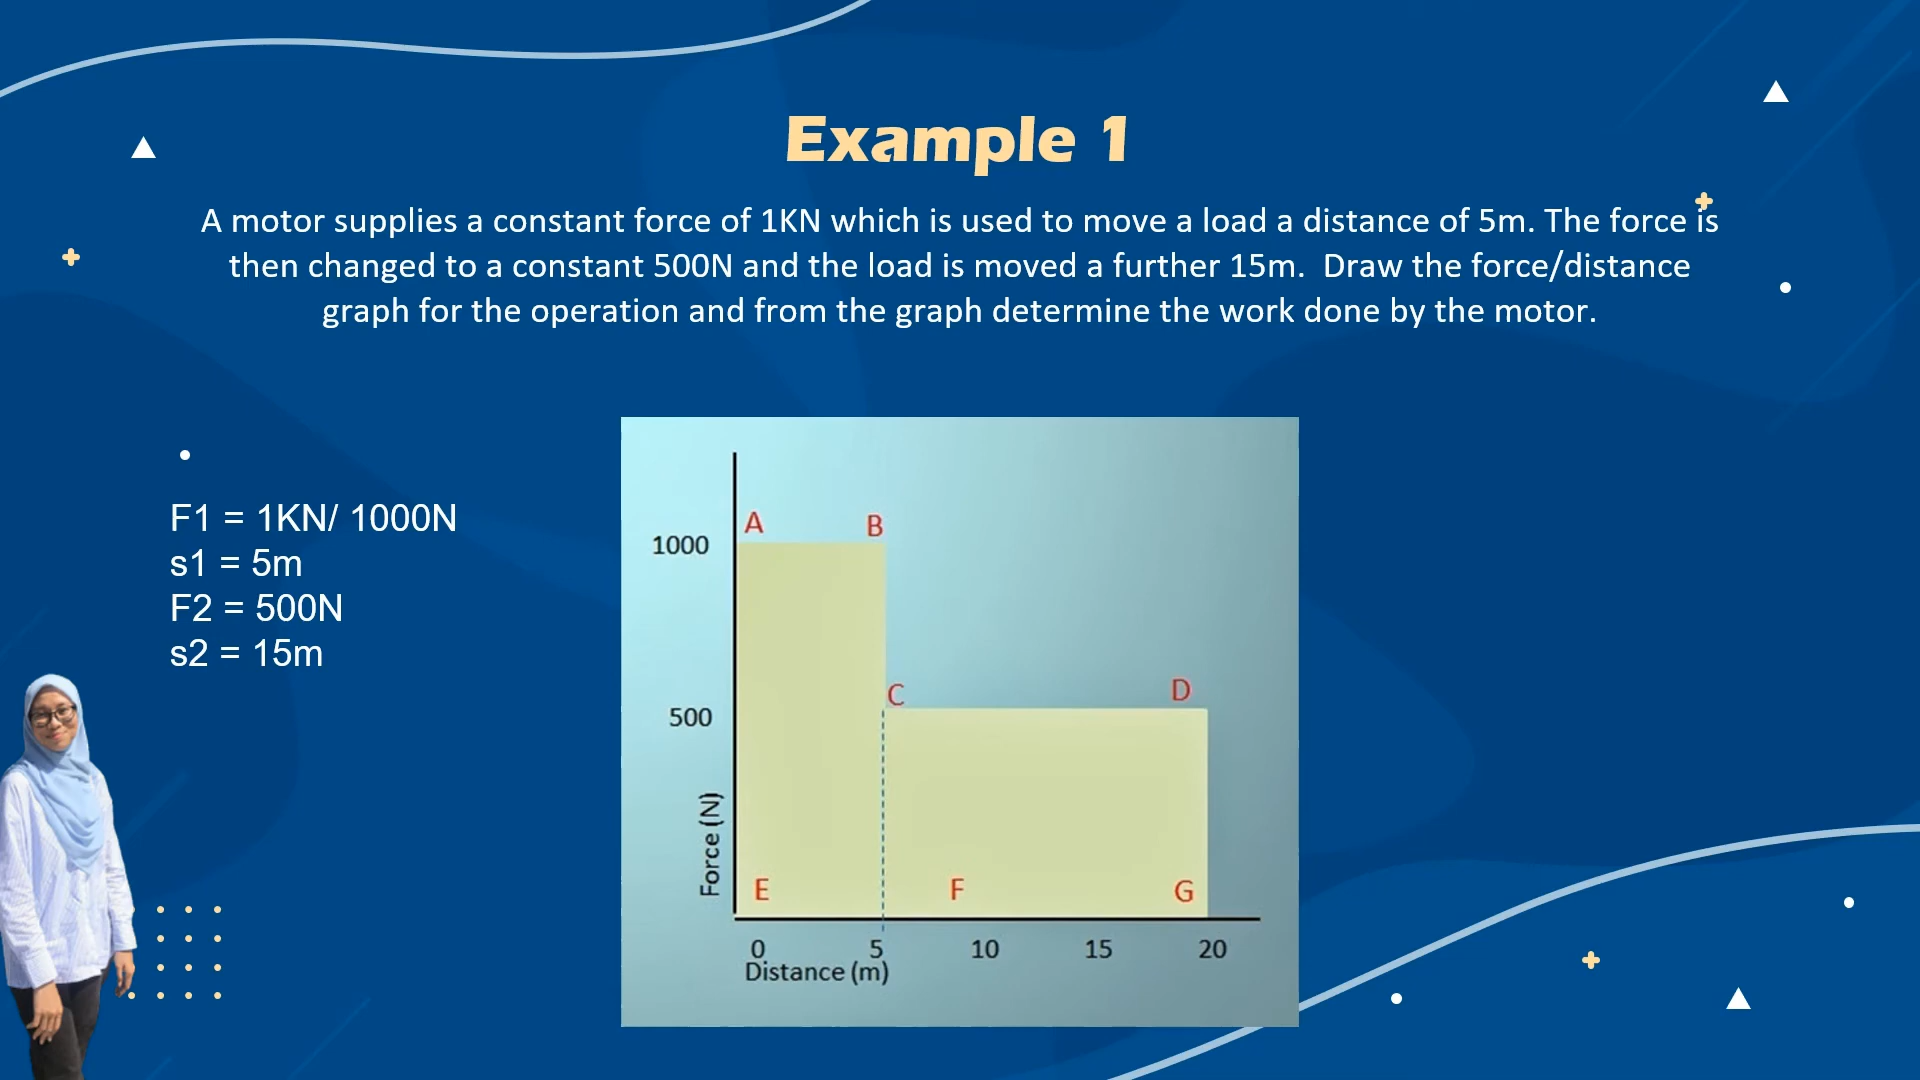 Example 1
A motor supplies a constant force of 1KN which is used to move a load a distance of 5m. The force is
then changed to a constant 500N and the load is moved a further 15m.  Draw the force/distance
graph for the operation and from the graph determine the work done by the motor.
F1 = 1KN/ 1000N
s1 = 5m
F2 = 500N
s2 = 15m
A
B
1000
C
D
500
Force (N)
E
F
G
0
5
10
15
20
Distance (m)